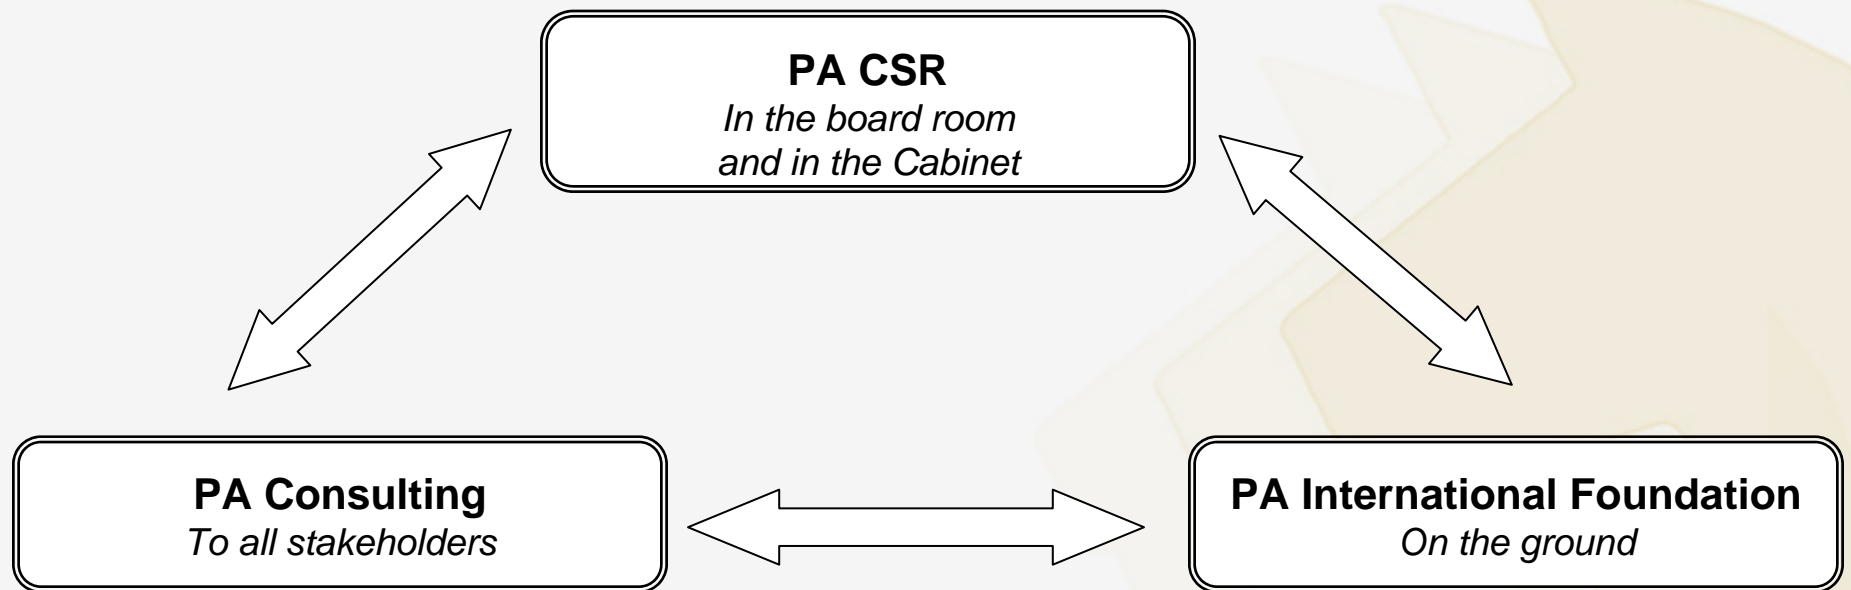 PA CSR
In the board room
and in the Cabinet
PA Consulting
To all stakeholders
PA International Foundation
On the ground